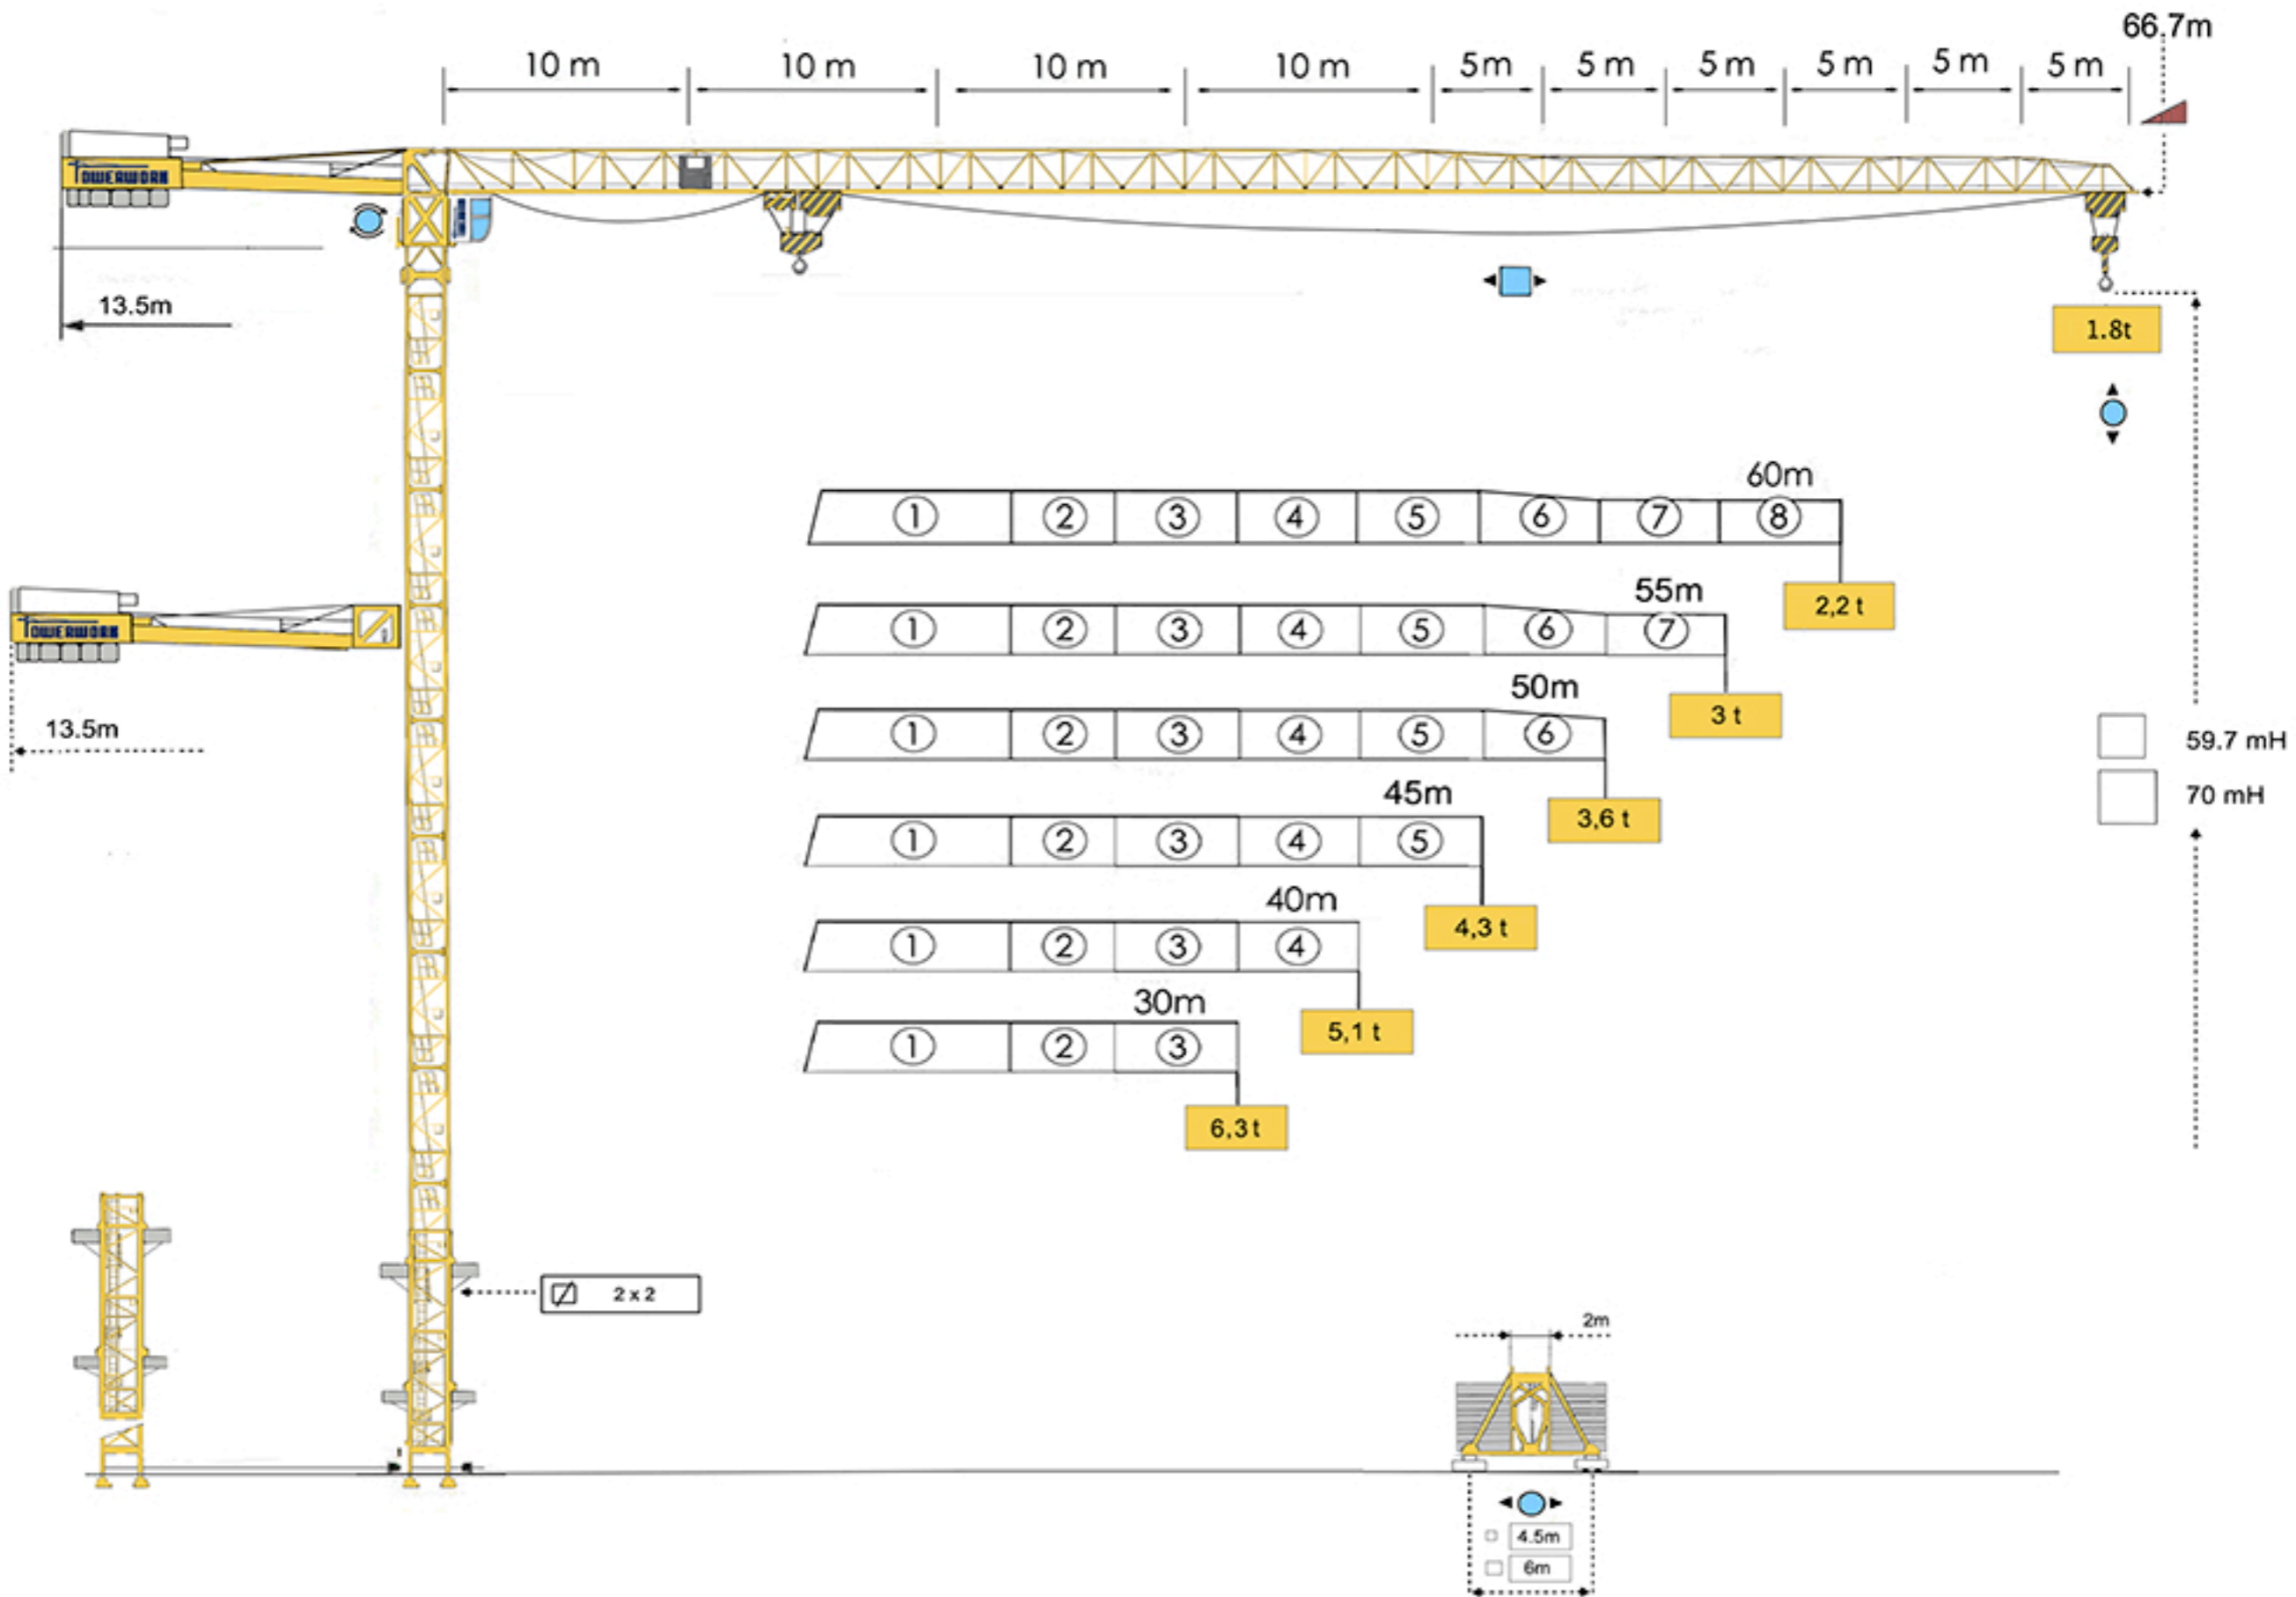 66.7m
10 m 10 m 10 m 10 m 5 m 5 m 5 m 5 m 5 m 5 m
TOWERWORK
13.5m
1.8t
60m
① ② ③ ④ ⑤ ⑥ ⑦ ⑧
2,2 t
55m
① ② ③ ④ ⑤ ⑥ ⑦
3 t
TOWERWORK
13.5m
50m
① ② ③ ④ ⑤ ⑥
3,6 t
59.7 mH
70 mH
45m
① ② ③ ④ ⑤
4,3 t
40m
① ② ③ ④
5,1 t
30m
① ② ③
6,3 t
2 x 2
2m
4.5m
6m